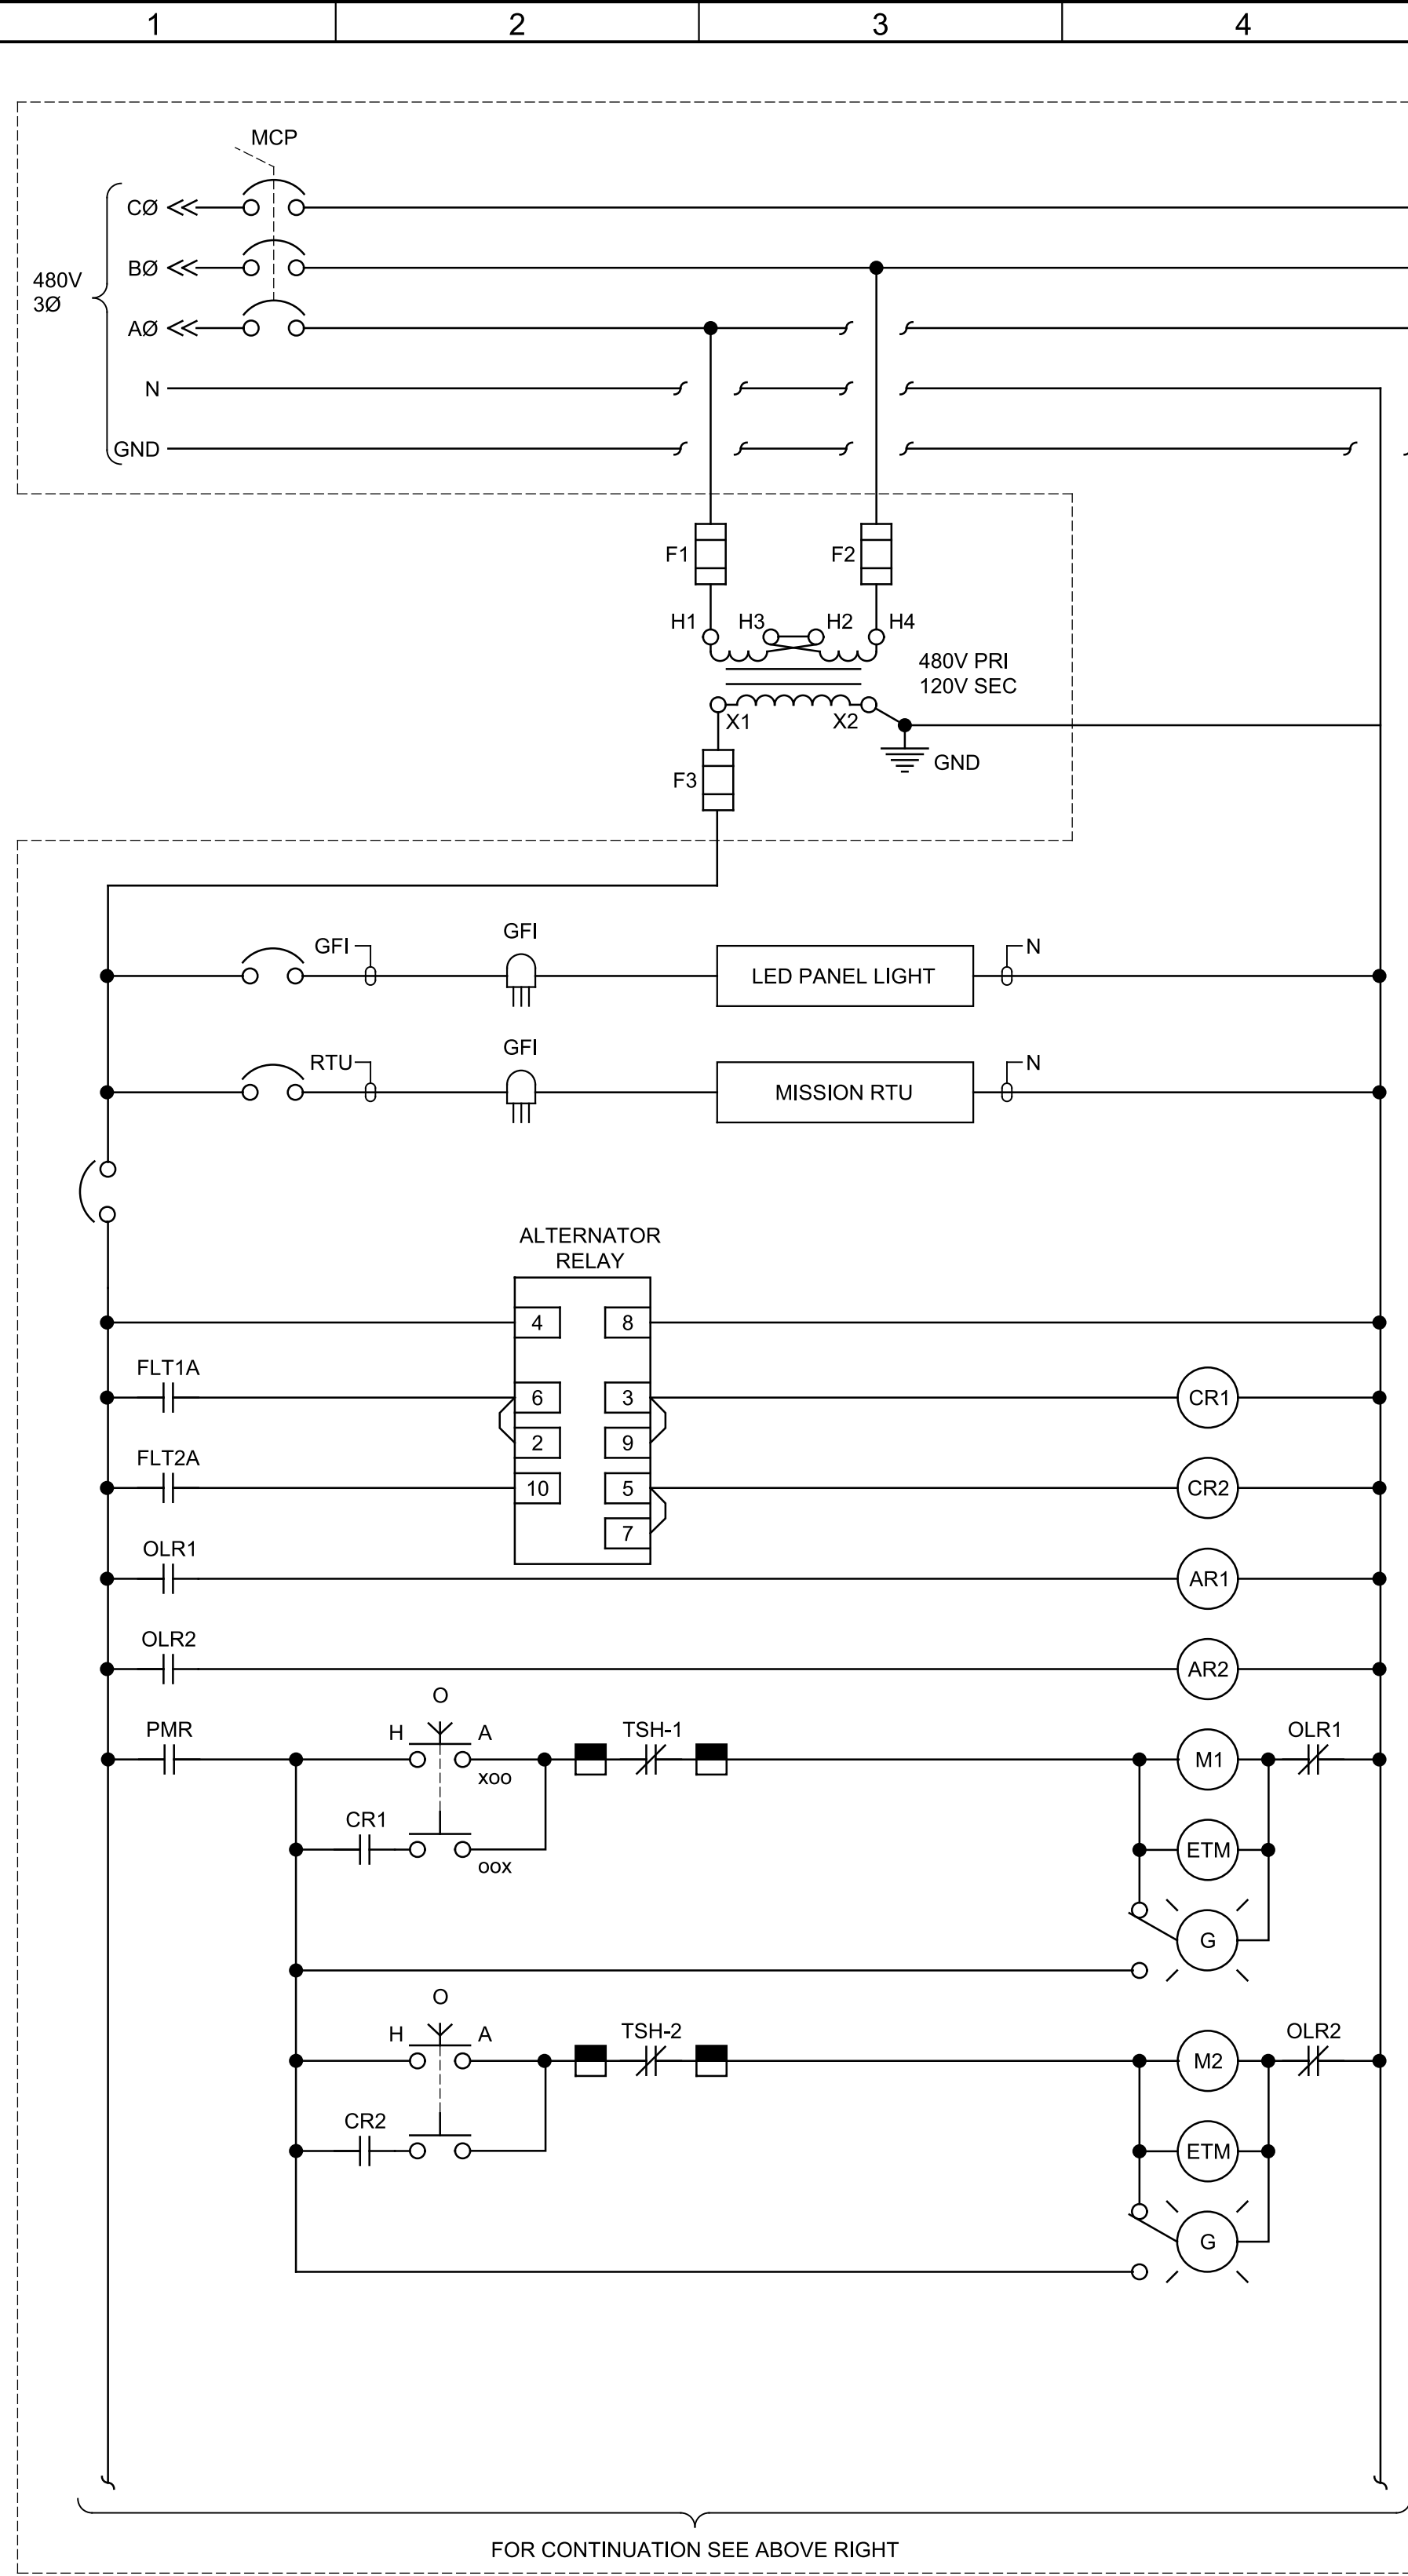 1 2 3 4
MCP
CØ
BØ
480V
3Ø
AØ
N
GND
F1 F2
H1 H3 H2 H4
480V PRI
120V SEC
X1 X2
GND
F3
GFI
GFI N
LED PANEL LIGHT
GFI
RTU N
MISSION RTU
ALTERNATOR
RELAY
4 8
FLT1A
6 3 CR1
2 9
FLT2A
10 5 CR2
7
OLR1
AR1
OLR2
AR2
O
PMR H A TSH-1 OLR1
M1
xoo
CR1
ETM
oox
G
O
H A TSH-2 OLR2
M2
CR2
ETM
G
FOR CONTINUATION SEE ABOVE RIGHT